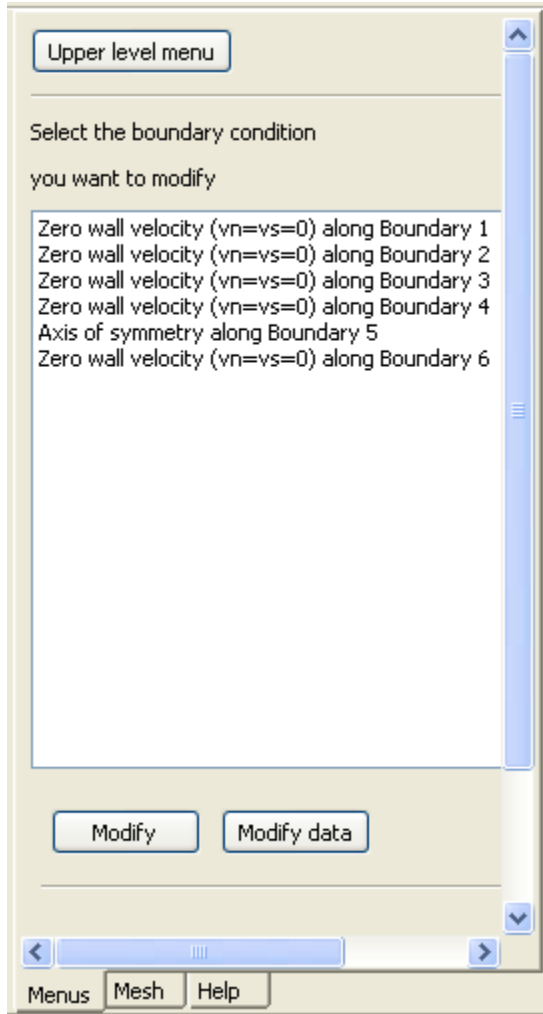 Upper level menu
Select the boundary condition
you want to modify
Zero wall velocity (vn=vs=0) along Boundary 1
Zero wall velocity (vn=vs=0) along Boundary 2
Zero wall velocity (vn=vs=0) along Boundary 3
Zero wall velocity (vn=vs=0) along Boundary 4
Axis of symmetry along Boundary 5
Zero wall velocity (vn=vs=0) along Boundary 6
Modify Modify data
Menus Mesh Help